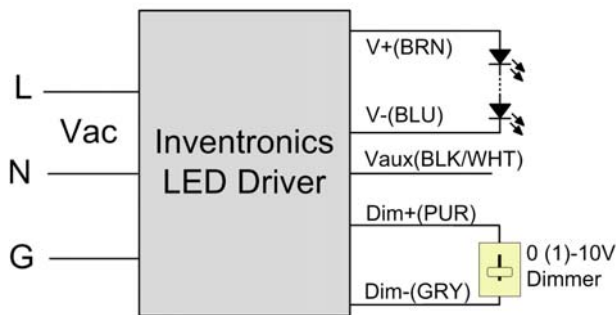 L
Vac
N
G
Inventronics
LED Driver
V+(BRN)
V-(BLU)
Vaux(BLK/WHT)
Dim+(PUR)
Dim-(GRY)
0 (1)-10V
Dimmer